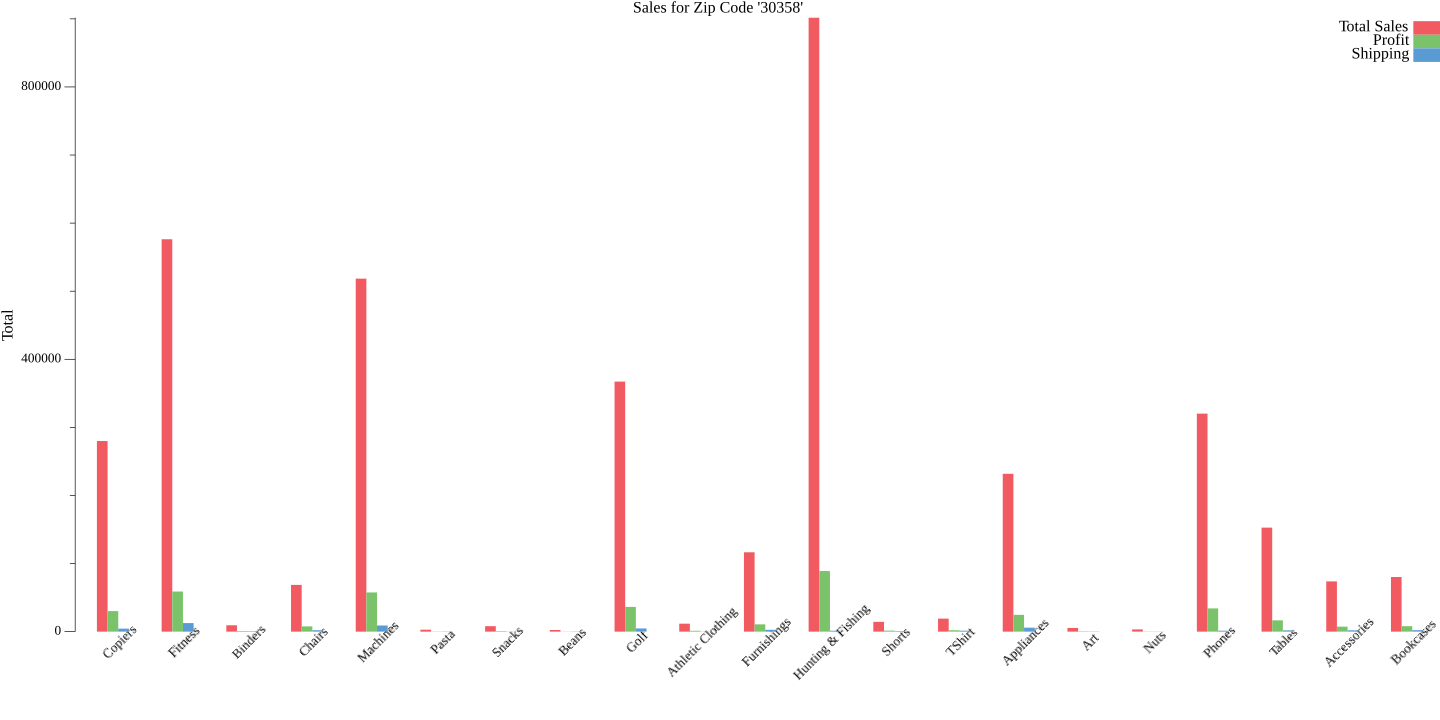 Sales for Zip Code '30358'
Total Sales
Profit
Shipping
800000
400000
0
Total
Copiers
Fitness
Binders
Chairs
Machines
Pasta
Snacks
Beans
Golf
Athletic Clothing
Furnishings
Hunting & Fishing
Shorts
TShirt
Appliances
Art
Nuts
Phones
Tables
Accessories
Bookcases